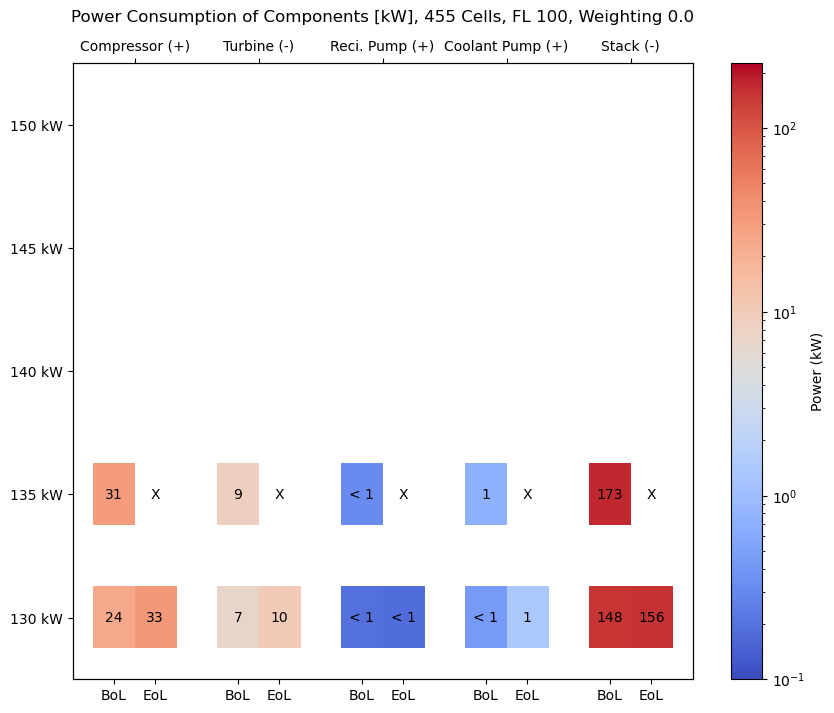 Power Consumption of Components [kW], 455 Cells, FL 100, Weighting 0.0
Compressor (+) Turbine (-) Reci. Pump (+) Coolant Pump (+) Stack (-)
150 kW
145 kW
140 kW
135 kW 31 X 9 X < 1 X 1 X 173 X
130 kW 24 33 7 10 < 1 < 1 < 1 1 148 156
BoL EoL BoL EoL BoL EoL BoL EoL BoL EoL
10²
10¹
10⁰
10⁻¹
Power (kW)